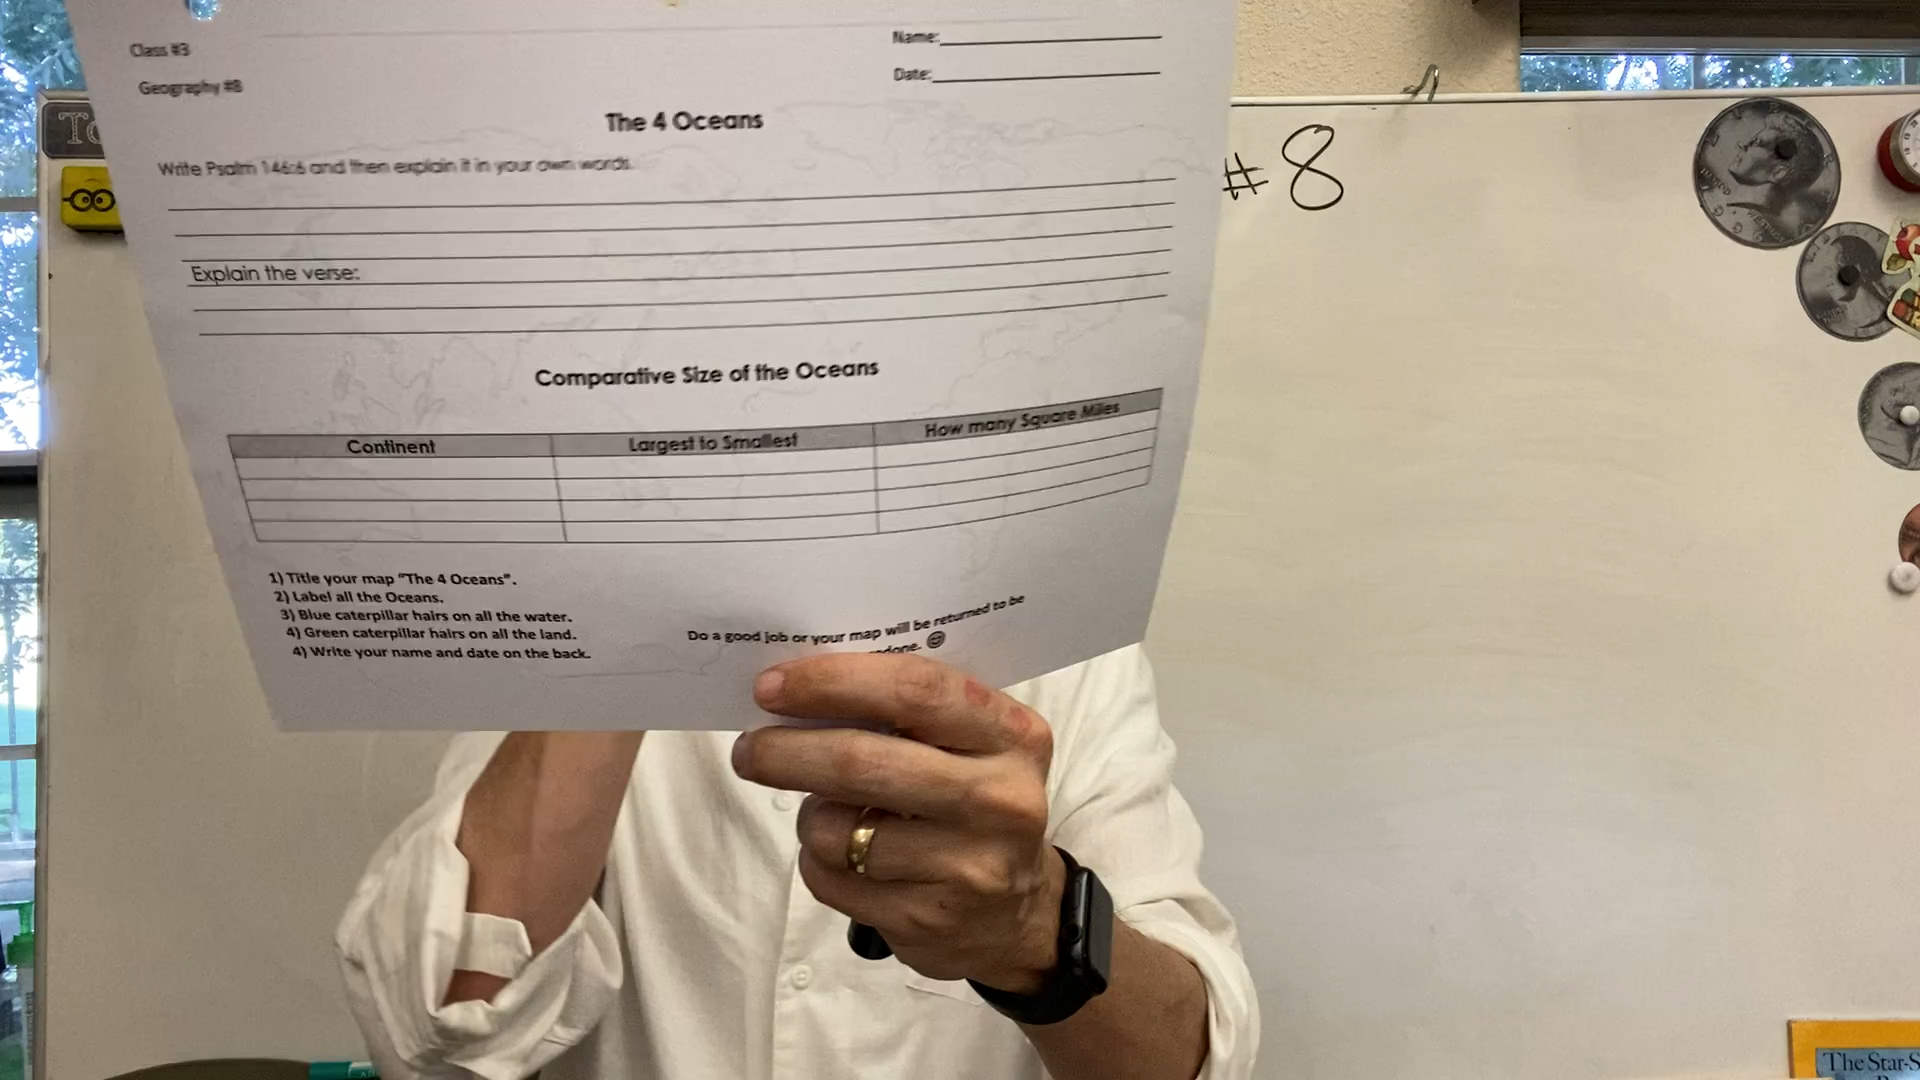 Class #3
Name:
Geography #8
Date:
The 4 Oceans
Write Psalm 146:6 and then explain it in your own words.
Explain the verse:
Comparative Size of the Oceans
Continent
Largest to Smallest
How many Square Miles
1) Title your map "The 4 Oceans".
2) Label all the Oceans.
3) Blue caterpillar hairs on all the water.
4) Green caterpillar hairs on all the land.
4) Write your name and date on the back.
Do a good job or your map will be returned to be
#8
LIBERTY
The Star-S